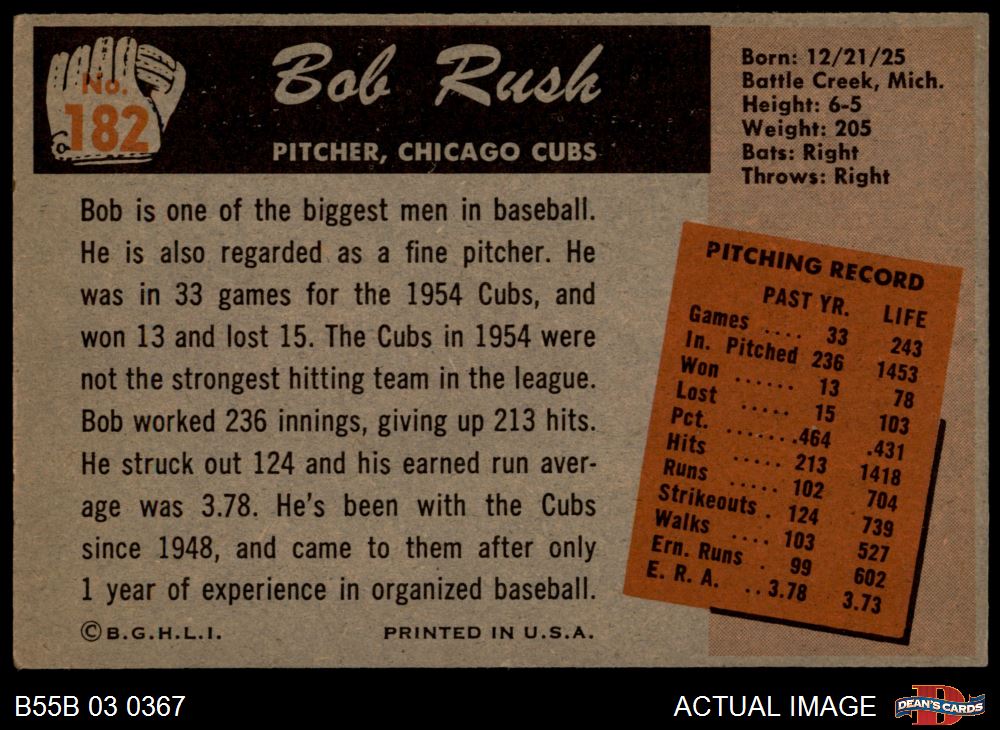 No.
182
Bob Rush
PITCHER, CHICAGO CUBS
Born: 12/21/25
Battle Creek, Mich.
Height: 6-5
Weight: 205
Bats: Right
Throws: Right
Bob is one of the biggest men in baseball.
He is also regarded as a fine pitcher. He
was in 33 games for the 1954 Cubs, and
won 13 and lost 15. The Cubs in 1954 were
not the strongest hitting team in the league.
Bob worked 236 innings, giving up 213 hits.
He struck out 124 and his earned run aver-
age was 3.78. He's been with the Cubs
since 1948, and came to them after only
1 year of experience in organized baseball.
©B.G.H.L.I. PRINTED IN U.S.A.
PITCHING RECORD
PAST YR. LIFE
Games .... 33 243
In. Pitched 236 1453
Won ...... 13 78
Lost ..... 15 103
Pct. .......464 .431
Hits ..... 213 1418
Runs ..... 102 704
Strikeouts . 124 739
Walks .... 103 527
Ern. Runs . 99 602
E. R. A. ..3.78 3.73
B55B 03 0367
ACTUAL IMAGE
DEAN'S CARDS